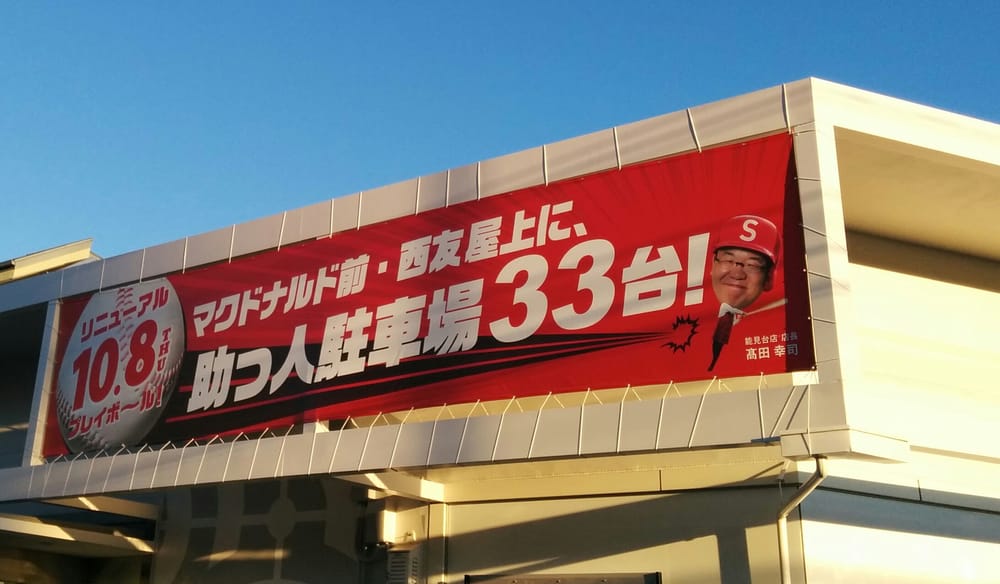 リニューアル
10.8
THU
プレイボール!
マクドナルド前・西友屋上に、
助っ人駐車場33台!
S
能見台店 店長
髙田 幸司